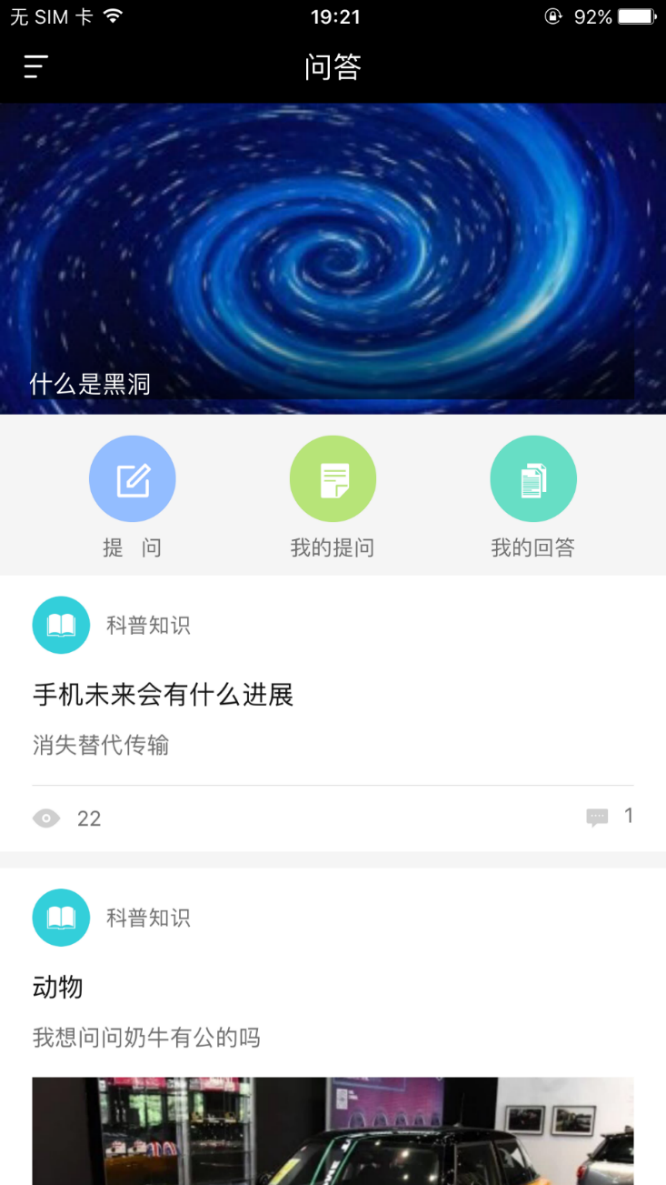 无 SIM 卡
19:21
92%
问答
什么是黑洞
提 问
我的提问
我的回答
科普知识
手机未来会有什么进展
消失替代传输
22
1
科普知识
动物
我想问问奶牛有公的吗